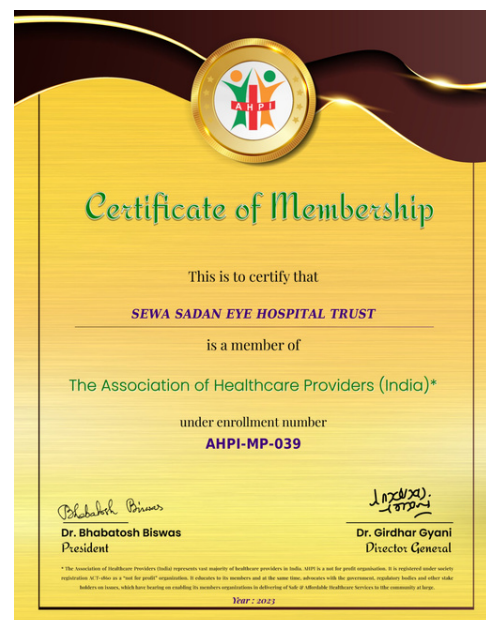 AHPI
Certificate of Membership
This is to certify that
SEWA SADAN EYE HOSPITAL TRUST
is a member of
The Association of Healthcare Providers (India)*
under enrollment number
AHPI-MP-039
Bhabatosh Biswas
Dr. Bhabatosh Biswas
President
Dr. Girdhar Gyani
Director General
* The Association of Healthcare Providers (India) represents vast majority of healthcare providers in India. AHPI is a not for profit organisation. It is registered under society
registration ACT-1860 as a "not for profit" organization. It educates to its members and at the same time, advocates with the government, regulatory bodies and other stake
holders on issues, which have bearing on enabling its members organizations in delivering of Safe & Affordable Healthcare Services to the community at large.
Year : 2023